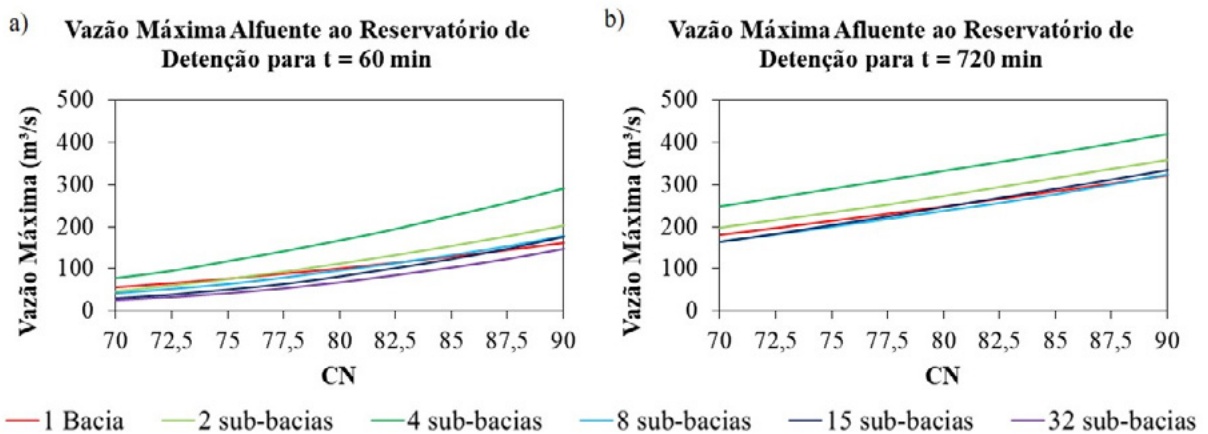 a)
Vazão Máxima Alfuente ao Reservatório de
Detenção para t = 60 min
Vazão Máxima (m³/s)
500
400
300
200
100
0
70 72,5 75 77,5 80 82,5 85 87,5 90
CN
b)
Vazão Máxima Afluente ao Reservatório de
Detenção para t = 720 min
Vazão Máxima (m³/s)
500
400
300
200
100
0
70 72,5 75 77,5 80 82,5 85 87,5 90
CN
1 Bacia 2 sub-bacias 4 sub-bacias 8 sub-bacias 15 sub-bacias 32 sub-bacias